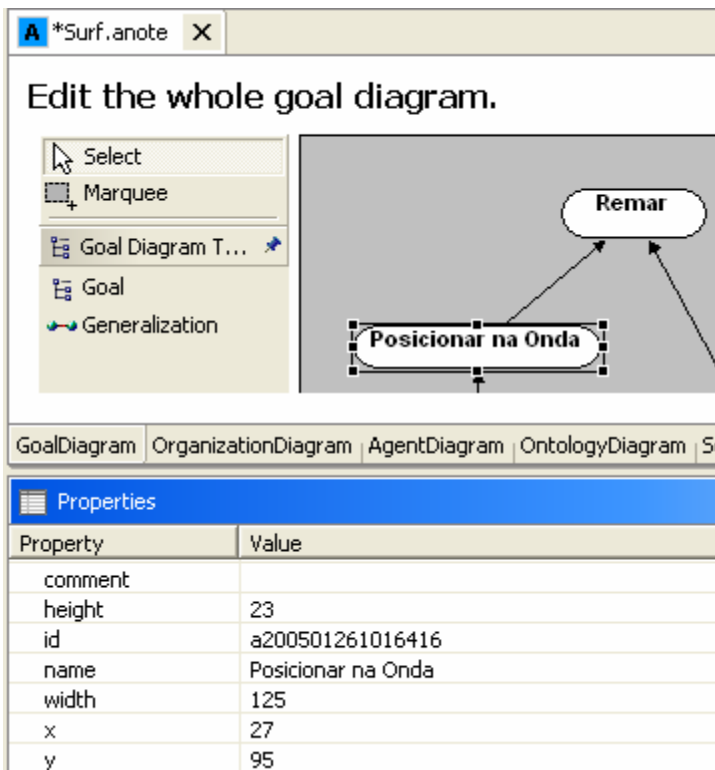 A *Surf.anote X
Edit the whole goal diagram.
Select
Marquee
Goal Diagram T...
Goal
Generalization
Remar
Posicionar na Onda
GoalDiagram OrganizationDiagram AgentDiagram OntologyDiagram S
Properties
Property Value
comment
height 23
id a200501261016416
name Posicionar na Onda
width 125
x 27
y 95